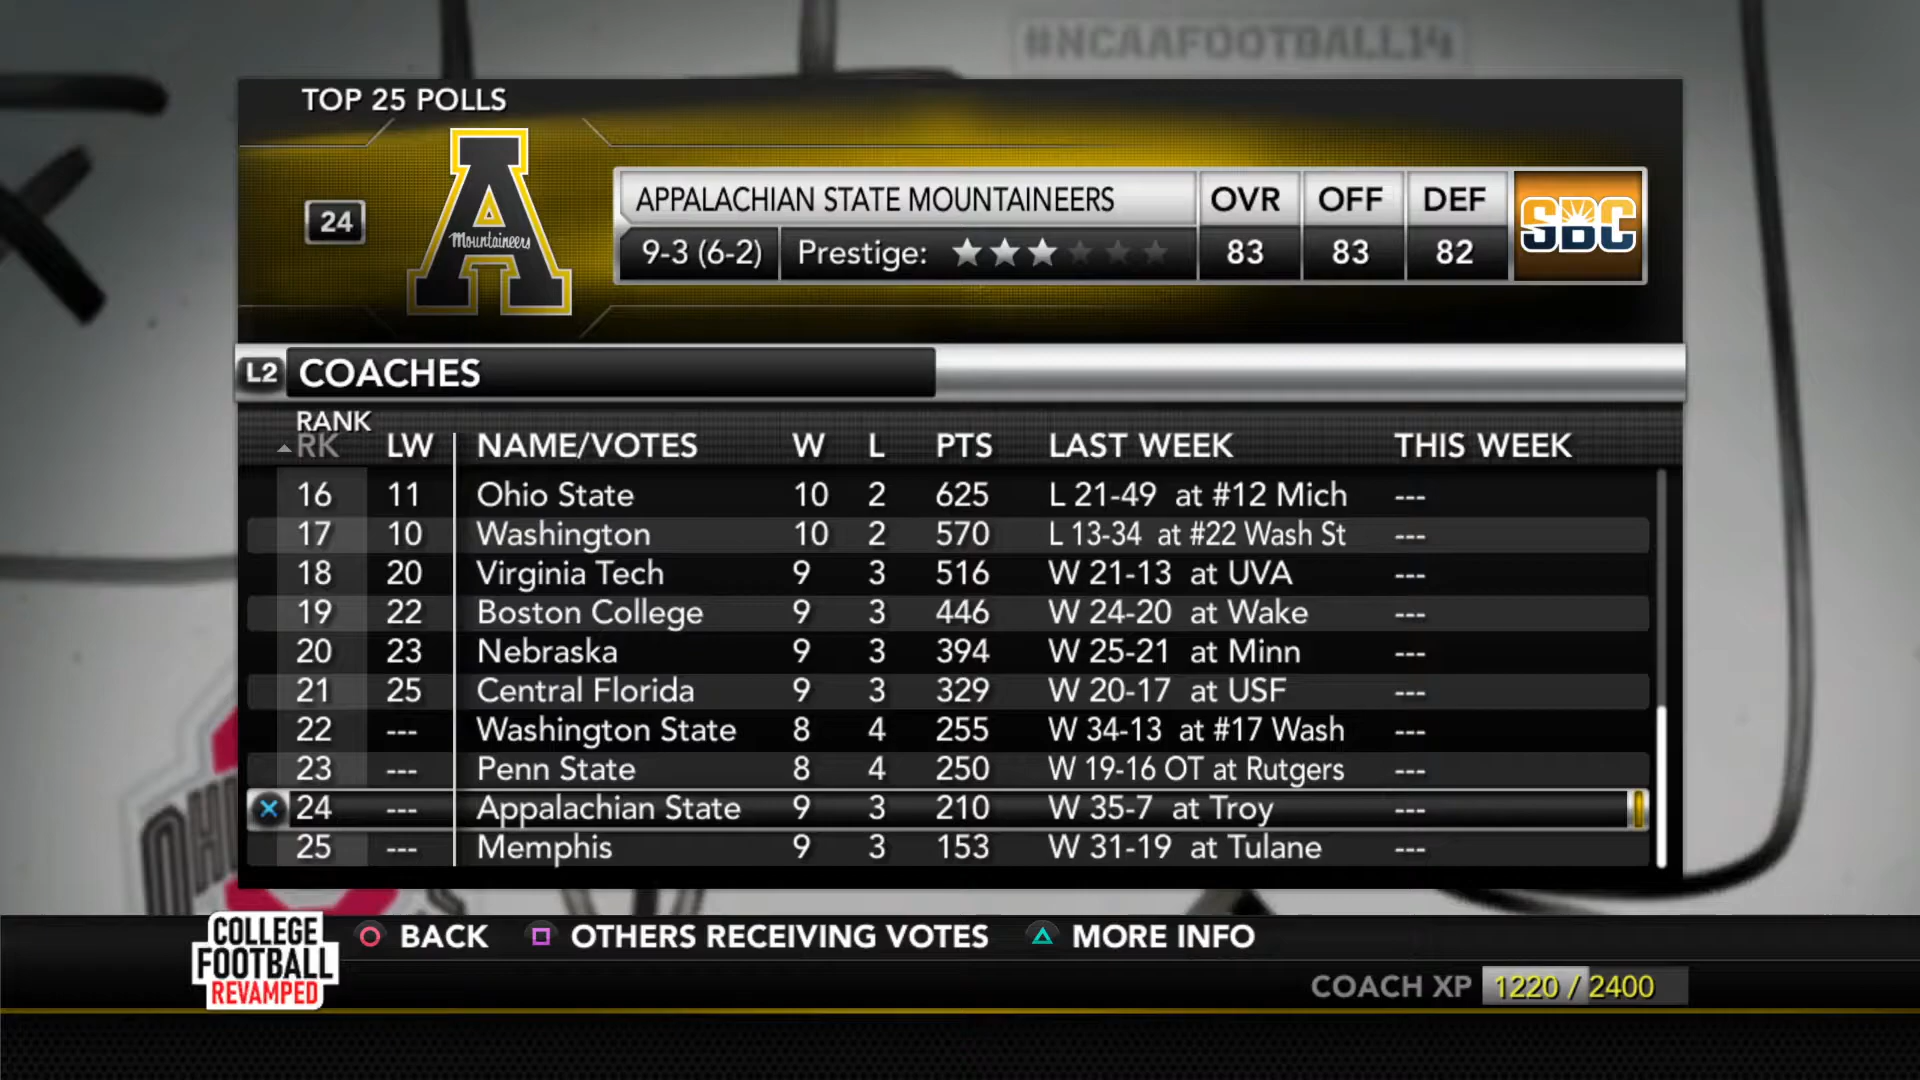 #NCAAFOOTBALL14
TOP 25 POLLS
24
Mountaineers
APPALACHIAN STATE MOUNTAINEERS OVR OFF DEF
SBC
9-3 (6-2) Prestige: 83 83 82
L2 COACHES
RANK
RK LW NAME/VOTES W L PTS LAST WEEK THIS WEEK
16 11 Ohio State 10 2 625 L 21-49 at #12 Mich ---
17 10 Washington 10 2 570 L 13-34 at #22 Wash St ---
18 20 Virginia Tech 9 3 516 W 21-13 at UVA ---
19 22 Boston College 9 3 446 W 24-20 at Wake ---
20 23 Nebraska 9 3 394 W 25-21 at Minn ---
21 25 Central Florida 9 3 329 W 20-17 at USF ---
22 --- Washington State 8 4 255 W 34-13 at #17 Wash ---
23 --- Penn State 8 4 250 W 19-16 OT at Rutgers ---
24 --- Appalachian State 9 3 210 W 35-7 at Troy ---
25 --- Memphis 9 3 153 W 31-19 at Tulane ---
COLLEGE
FOOTBALL
REVAMPED
BACK OTHERS RECEIVING VOTES MORE INFO
COACH XP 1220 / 2400